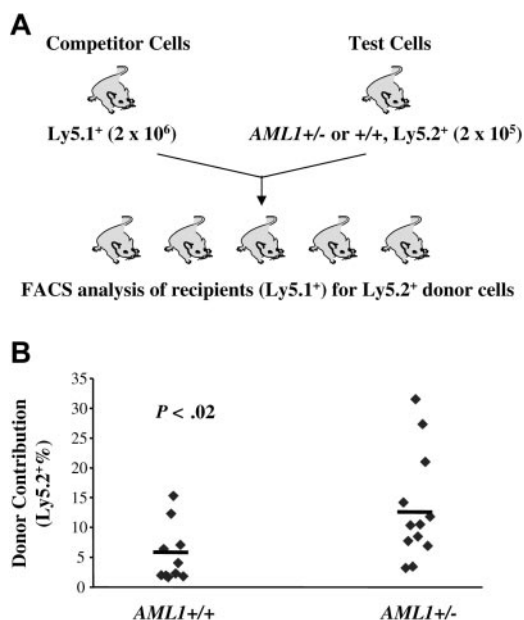 A
Competitor Cells
Test Cells
Ly5.1⁺ (2 x 10⁶)
AML1+/- or +/+, Ly5.2⁺ (2 x 10⁵)
FACS analysis of recipients (Ly5.1⁺) for Ly5.2⁺ donor cells
B
Donor Contribution
(Ly5.2⁺%)
35
30
25
20
15
10
5
0
P < .02
AML1+/+
AML1+/-